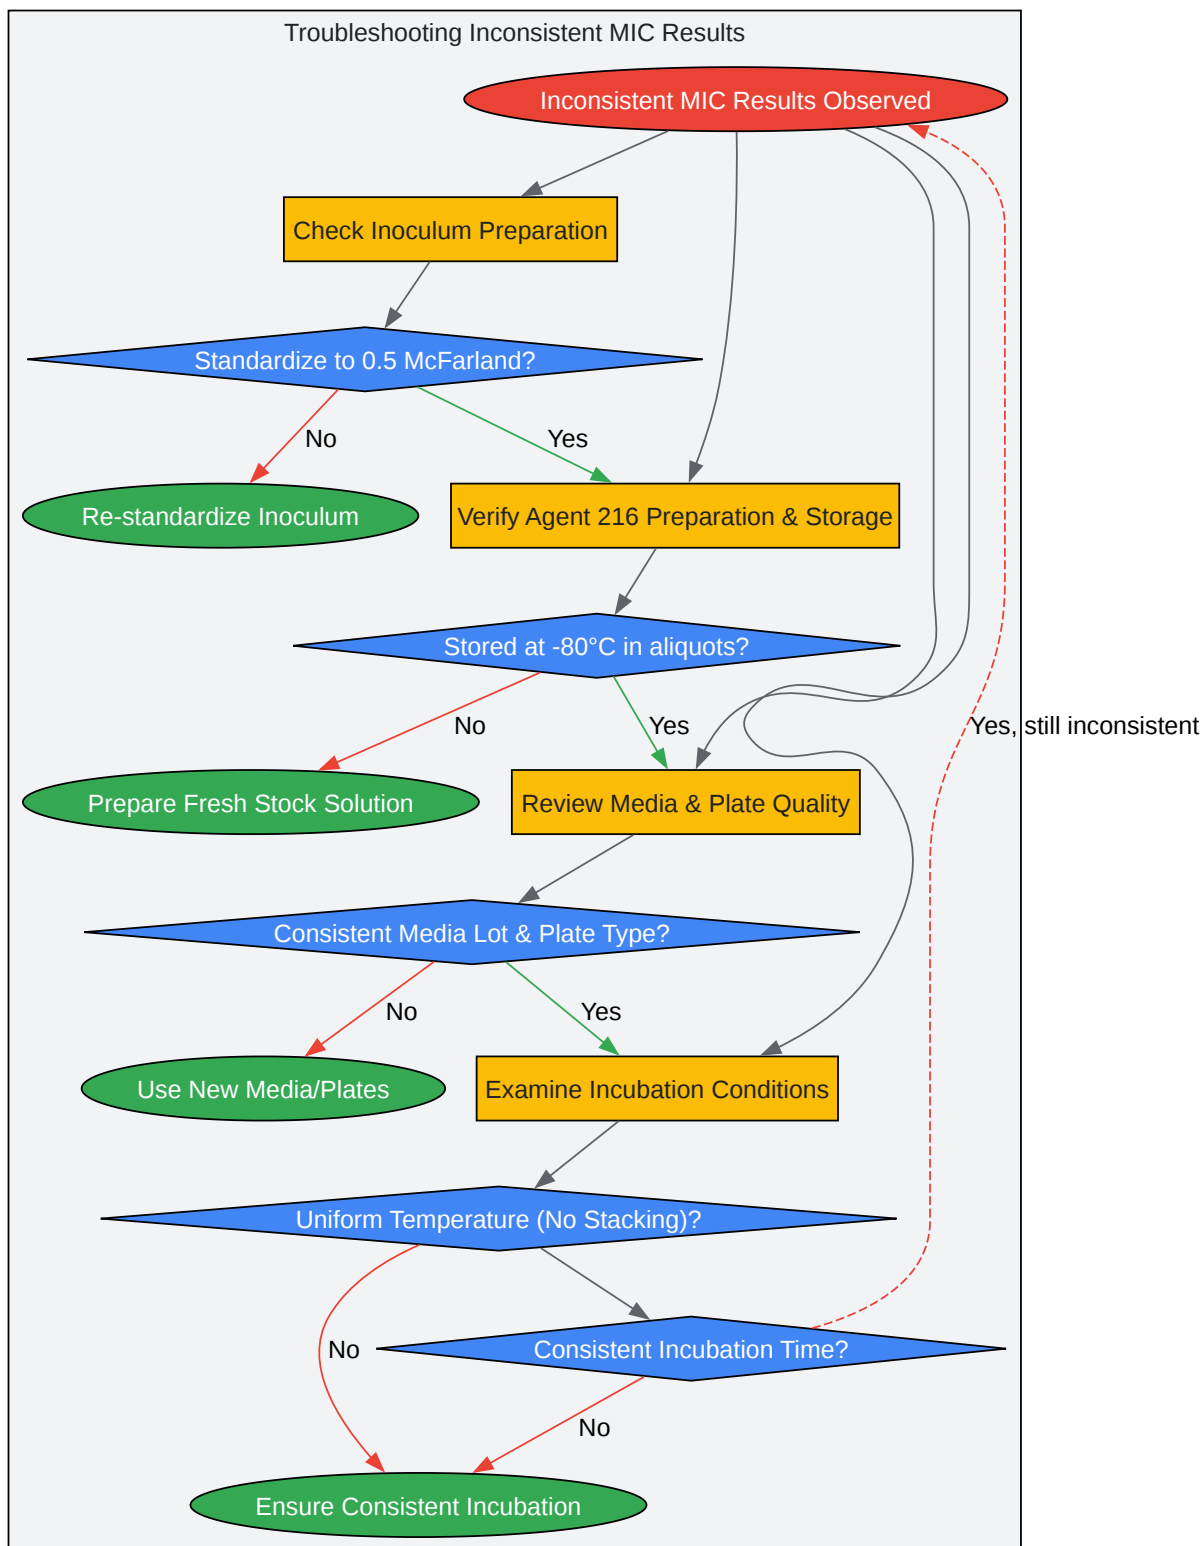 Troubleshooting Inconsistent MIC Results
Inconsistent MIC Results Observed
Check Inoculum Preparation
Standardize to 0.5 McFarland?
No
Yes
Re-standardize Inoculum
Verify Agent 216 Preparation & Storage
Stored at -80°C in aliquots?
No
Yes
Yes, still inconsistent
Prepare Fresh Stock Solution
Review Media & Plate Quality
Consistent Media Lot & Plate Type?
No
Yes
Use New Media/Plates
Examine Incubation Conditions
Uniform Temperature (No Stacking)?
No
Consistent Incubation Time?
No
Ensure Consistent Incubation